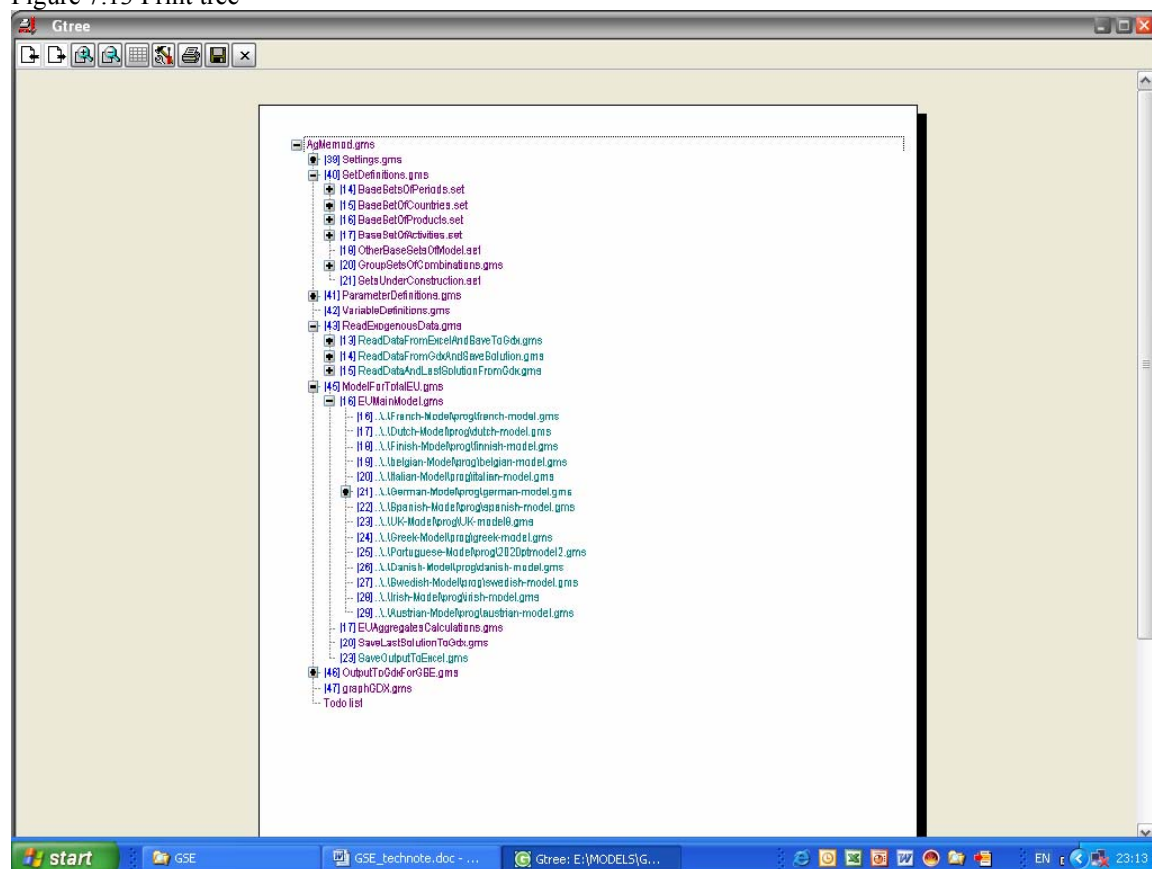 Figure 7.13 Print tree
Gtree
AgMemod.gms
[39] Settings.gms
[40] SetDefinitions.gms
[14] BaseSetsOfPeriods.set
[15] BaseSetOfCountries.set
[16] BaseSetOfProducts.set
[17] BaseSetOfActivities.set
[18] OtherBaseSetsOfModel.set
[20] GroupSetsOfCombinations.gms
[21] SetsUnderConstruction.set
[41] ParameterDefinitions.gms
[42] VariableDefinitions.gms
[43] ReadExogenousData.gms
[13] ReadDataFromExcelAndSaveToGdx.gms
[14] ReadDataFromGdxAndSaveSolution.gms
[15] ReadDataAndLastSolutionFromGdx.gms
[45] ModelForTotalEU.gms
[16] EUMainModel.gms
[16] ..\..\French-Model\prog\french-model.gms
[17] ..\..\Dutch-Model\prog\dutch-model.gms
[18] ..\..\Finish-Model\prog\finnish-model.gms
[19] ..\..\belgian-Model\prog\belgian-model.gms
[20] ..\..\Italian-Model\prog\italian-model.gms
[21] ..\..\German-Model\prog\german-model.gms
[22] ..\..\Spanish-Model\prog\spanish-model.gms
[23] ..\..\UK-Model\prog\UK-model8.gms
[24] ..\..\Greek-Model\prog\greek-model.gms
[25] ..\..\Portuguese-Model\prog\2020ptmodel2.gms
[26] ..\..\Danish-Model\prog\danish-model.gms
[27] ..\..\Swedish-Model\prog\swedish-model.gms
[28] ..\..\Irish-Model\prog\irish-model.gms
[29] ..\..\Austrian-Model\prog\austrian-model.gms
[17] EUAggregatesCalculations.gms
[20] SaveLastSolutionToGdx.gms
[23] SaveOutputToExcel.gms
[46] OutputToGdxForGBE.gms
[47] graphGDX.gms
Todo list
start GSE GSE_technote.doc - ... Gtree: E:\MODELS\G... EN 23:13